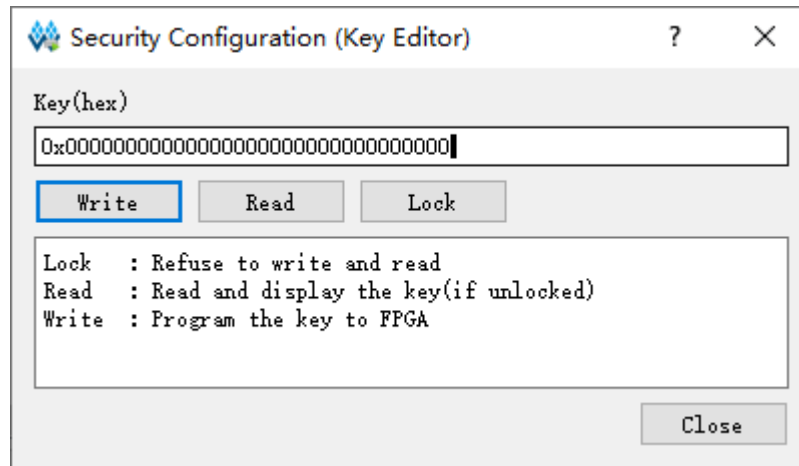 Security Configuration (Key Editor) ?
Key(hex)
0x00000000000000000000000000000000
Write Read Lock
Lock : Refuse to write and read
Read : Read and display the key(if unlocked)
Write : Program the key to FPGA
Close